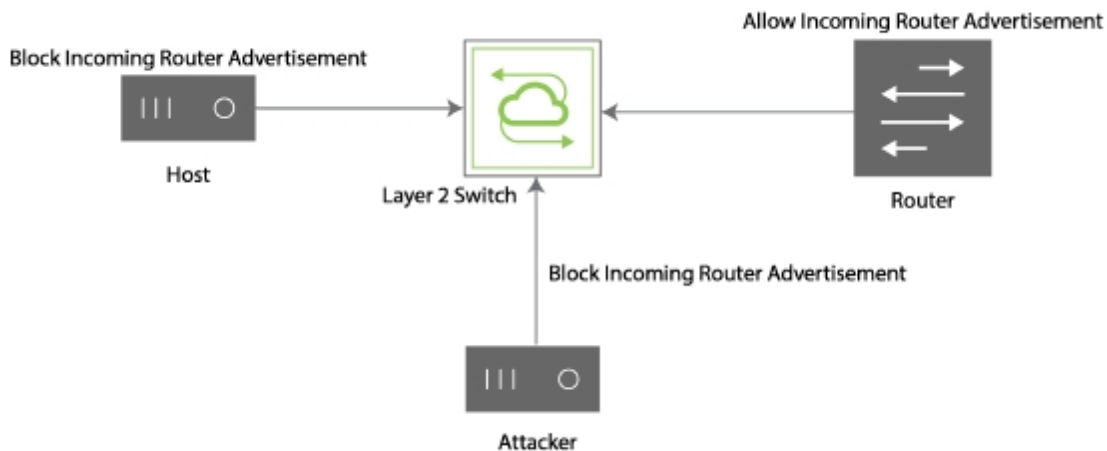 Allow Incoming Router Advertisement
Block Incoming Router Advertisement
Host
Layer 2 Switch
Router
Block Incoming Router Advertisement
Attacker